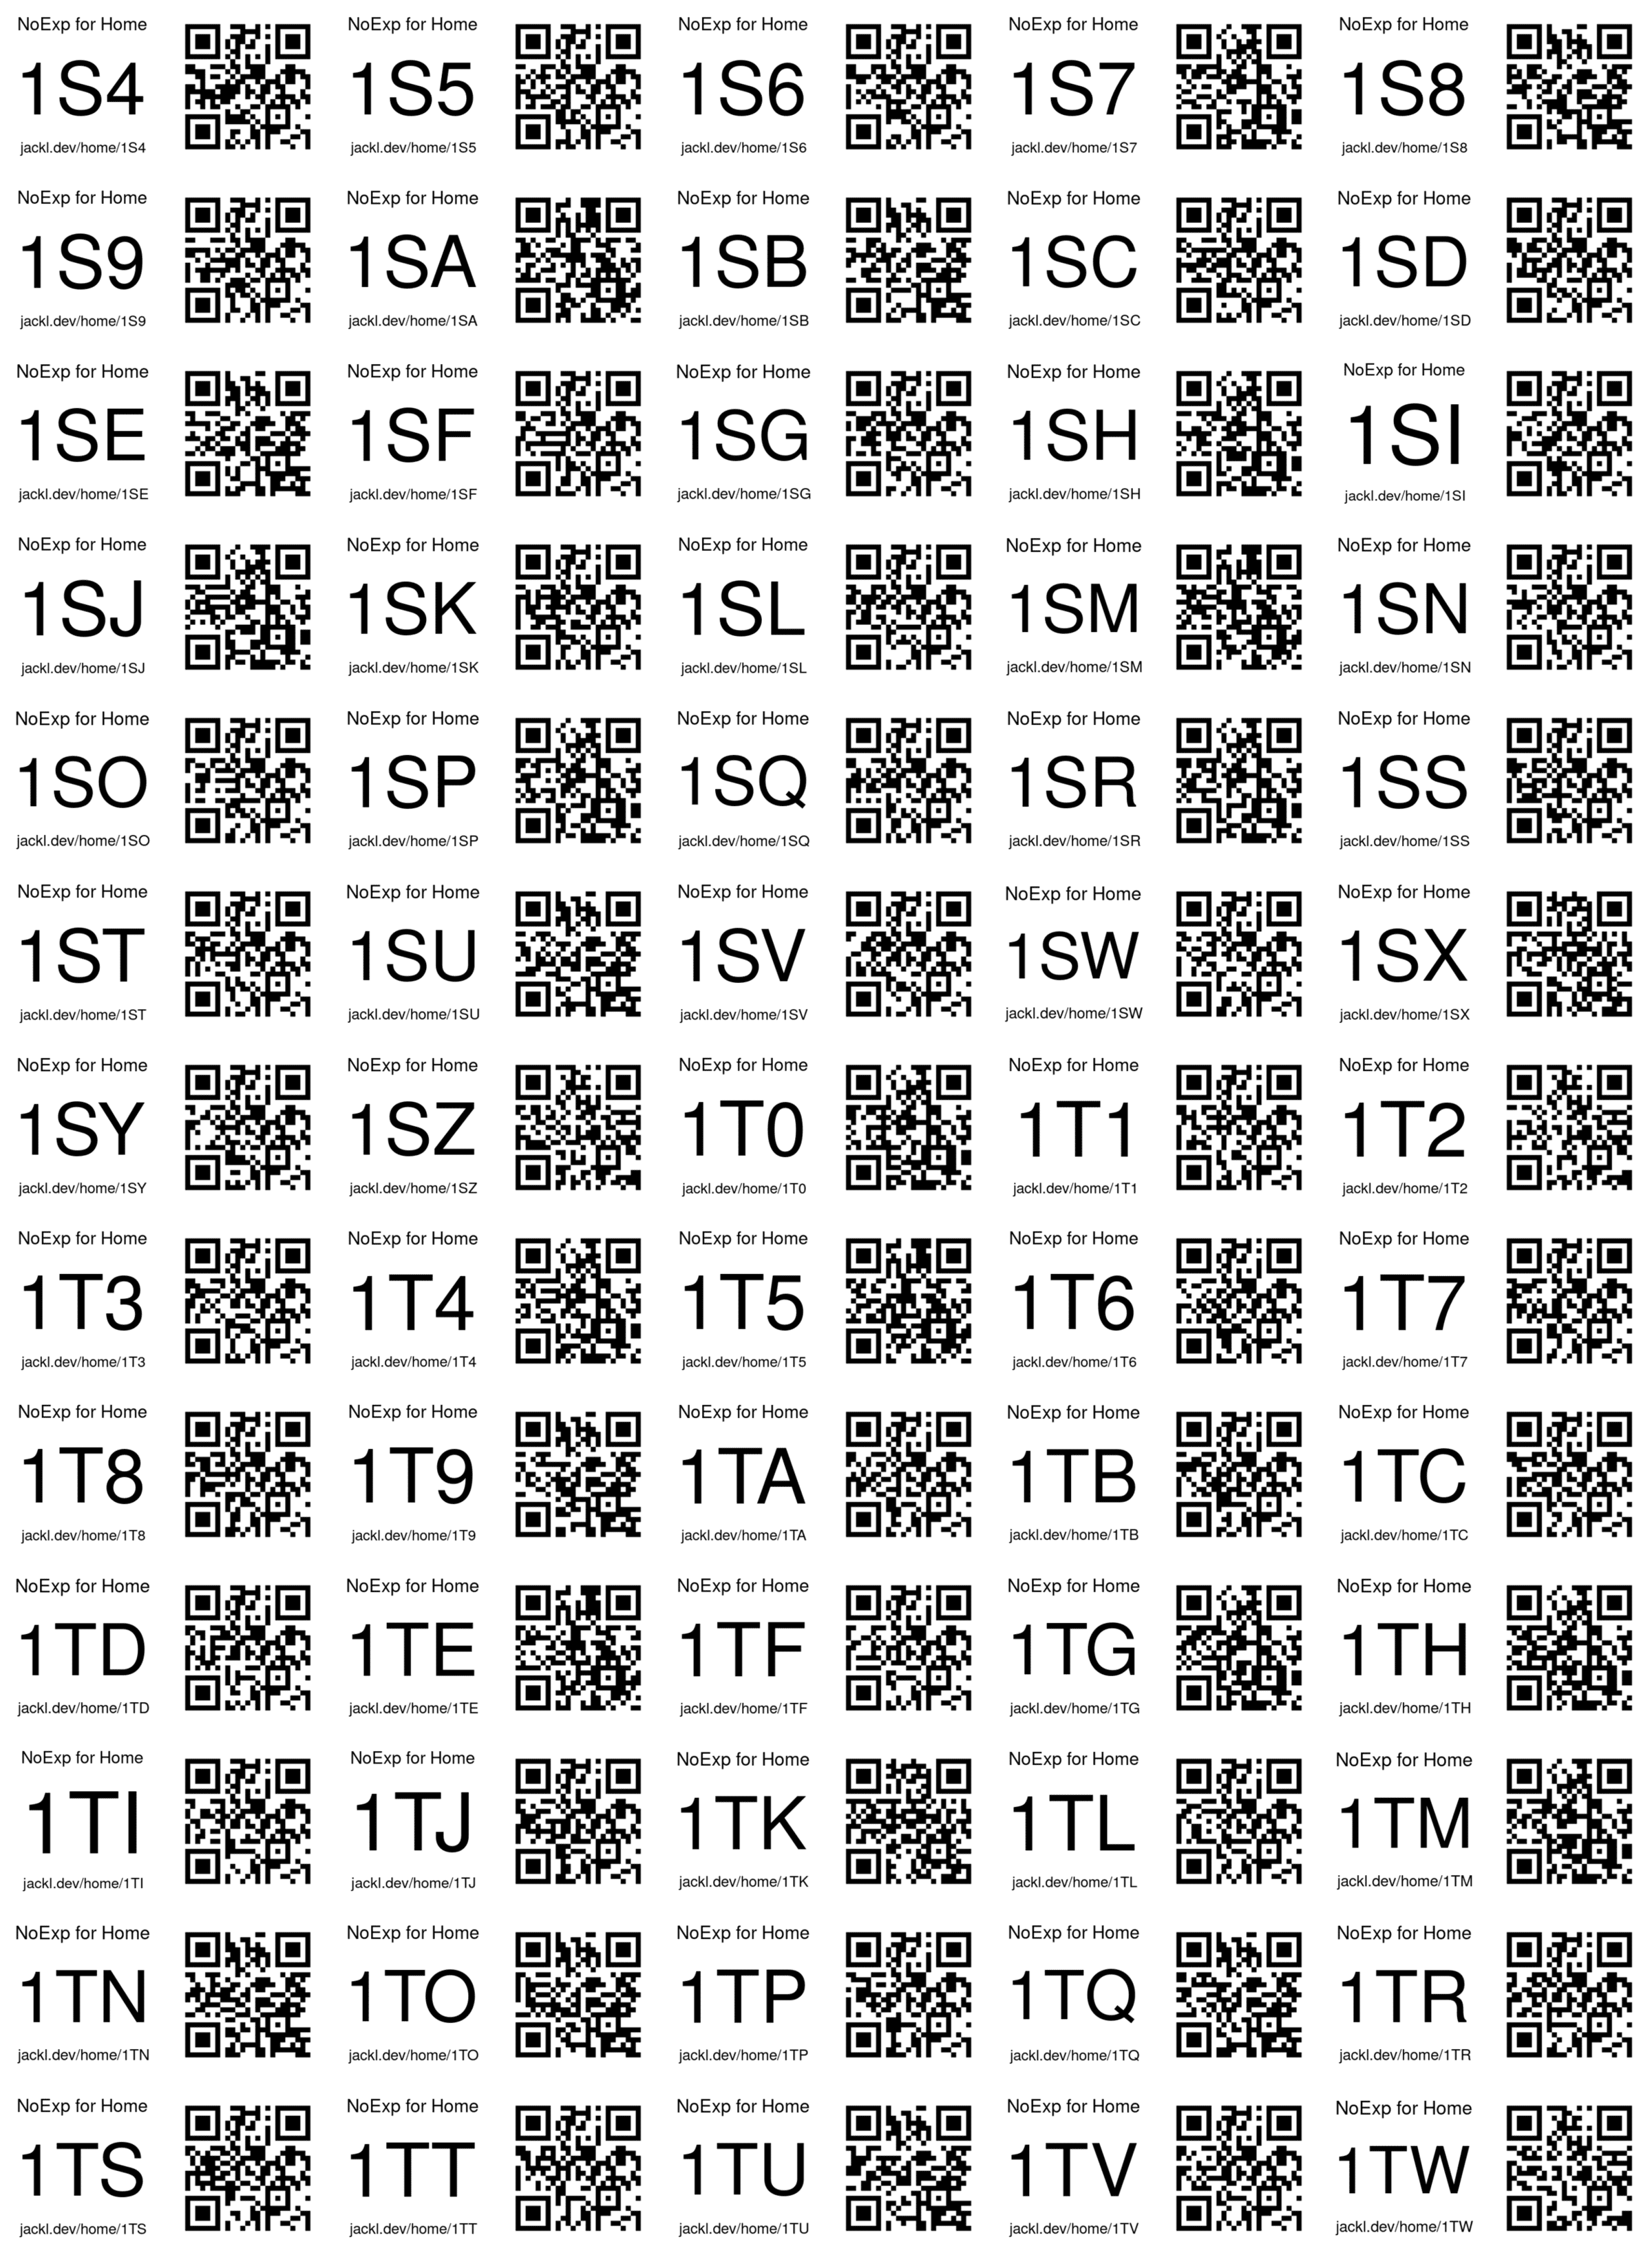 NoExp for Home
1S4
jackl.dev/home/1S4
NoExp for Home
1S5
jackl.dev/home/1S5
NoExp for Home
1S6
jackl.dev/home/1S6
NoExp for Home
1S7
jackl.dev/home/1S7
NoExp for Home
1S8
jackl.dev/home/1S8
NoExp for Home
1S9
jackl.dev/home/1S9
NoExp for Home
1SA
jackl.dev/home/1SA
NoExp for Home
1SB
jackl.dev/home/1SB
NoExp for Home
1SC
jackl.dev/home/1SC
NoExp for Home
1SD
jackl.dev/home/1SD
NoExp for Home
1SE
jackl.dev/home/1SE
NoExp for Home
1SF
jackl.dev/home/1SF
NoExp for Home
1SG
jackl.dev/home/1SG
NoExp for Home
1SH
jackl.dev/home/1SH
NoExp for Home
1SI
jackl.dev/home/1SI
NoExp for Home
1SJ
jackl.dev/home/1SJ
NoExp for Home
1SK
jackl.dev/home/1SK
NoExp for Home
1SL
jackl.dev/home/1SL
NoExp for Home
1SM
jackl.dev/home/1SM
NoExp for Home
1SN
jackl.dev/home/1SN
NoExp for Home
1SO
jackl.dev/home/1SO
NoExp for Home
1SP
jackl.dev/home/1SP
NoExp for Home
1SQ
jackl.dev/home/1SQ
NoExp for Home
1SR
jackl.dev/home/1SR
NoExp for Home
1SS
jackl.dev/home/1SS
NoExp for Home
1ST
jackl.dev/home/1ST
NoExp for Home
1SU
jackl.dev/home/1SU
NoExp for Home
1SV
jackl.dev/home/1SV
NoExp for Home
1SW
jackl.dev/home/1SW
NoExp for Home
1SX
jackl.dev/home/1SX
NoExp for Home
1SY
jackl.dev/home/1SY
NoExp for Home
1SZ
jackl.dev/home/1SZ
NoExp for Home
1T0
jackl.dev/home/1T0
NoExp for Home
1T1
jackl.dev/home/1T1
NoExp for Home
1T2
jackl.dev/home/1T2
NoExp for Home
1T3
jackl.dev/home/1T3
NoExp for Home
1T4
jackl.dev/home/1T4
NoExp for Home
1T5
jackl.dev/home/1T5
NoExp for Home
1T6
jackl.dev/home/1T6
NoExp for Home
1T7
jackl.dev/home/1T7
NoExp for Home
1T8
jackl.dev/home/1T8
NoExp for Home
1T9
jackl.dev/home/1T9
NoExp for Home
1TA
jackl.dev/home/1TA
NoExp for Home
1TB
jackl.dev/home/1TB
NoExp for Home
1TC
jackl.dev/home/1TC
NoExp for Home
1TD
jackl.dev/home/1TD
NoExp for Home
1TE
jackl.dev/home/1TE
NoExp for Home
1TF
jackl.dev/home/1TF
NoExp for Home
1TG
jackl.dev/home/1TG
NoExp for Home
1TH
jackl.dev/home/1TH
NoExp for Home
1TI
jackl.dev/home/1TI
NoExp for Home
1TJ
jackl.dev/home/1TJ
NoExp for Home
1TK
jackl.dev/home/1TK
NoExp for Home
1TL
jackl.dev/home/1TL
NoExp for Home
1TM
jackl.dev/home/1TM
NoExp for Home
1TN
jackl.dev/home/1TN
NoExp for Home
1TO
jackl.dev/home/1TO
NoExp for Home
1TP
jackl.dev/home/1TP
NoExp for Home
1TQ
jackl.dev/home/1TQ
NoExp for Home
1TR
jackl.dev/home/1TR
NoExp for Home
1TS
jackl.dev/home/1TS
NoExp for Home
1TT
jackl.dev/home/1TT
NoExp for Home
1TU
jackl.dev/home/1TU
NoExp for Home
1TV
jackl.dev/home/1TV
NoExp for Home
1TW
jackl.dev/home/1TW